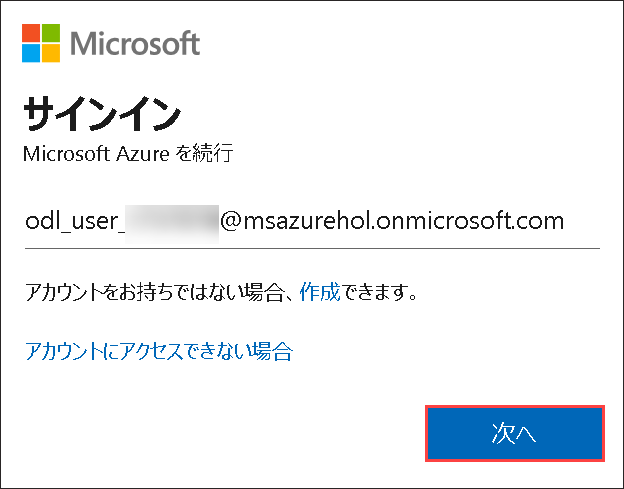 Microsoft
サインイン
Microsoft Azure を続行
odl_user_@msazurehol.onmicrosoft.com
アカウントをお持ちではない場合、作成できます。
アカウントにアクセスできない場合
次へ